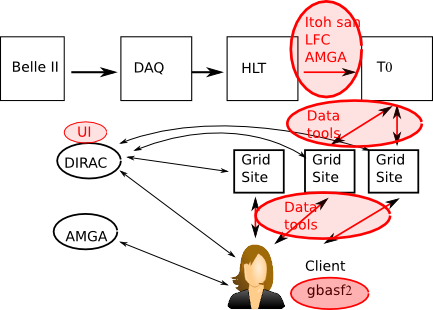 Itoh san
LFC
AMGA
Belle II
DAQ
HLT
T0
Data
tools
UI
DIRAC
Grid
Site
Grid
Site
Grid
Site
Data
tools
AMGA
Client
gbasf2